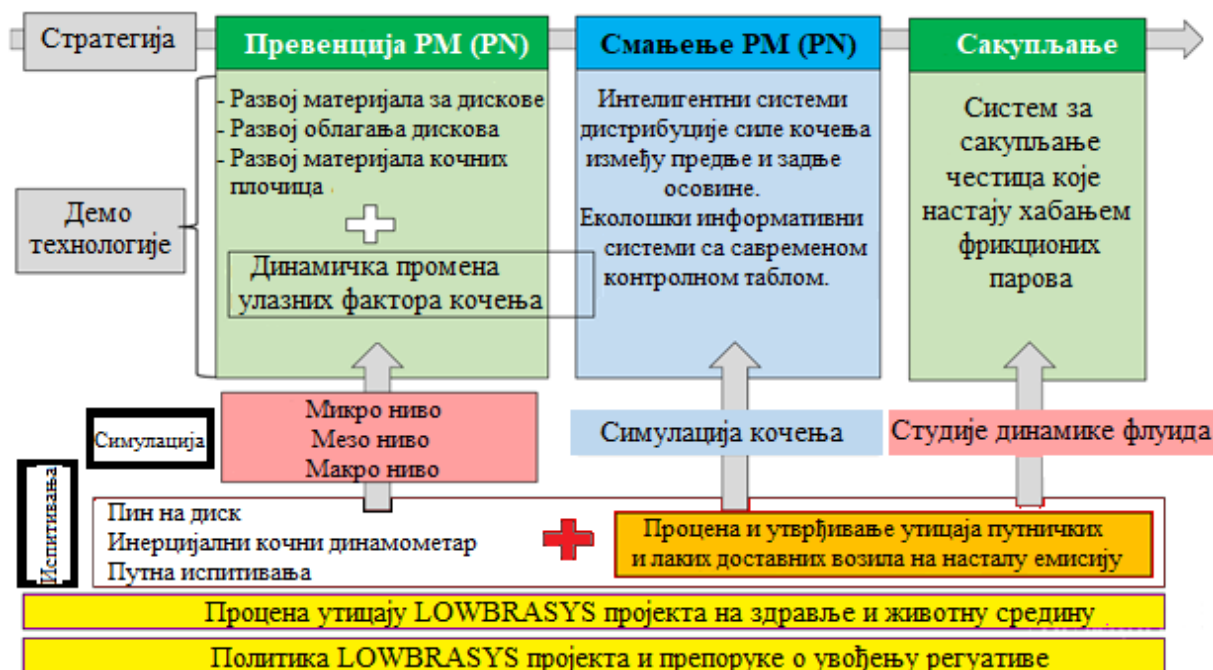 Стратегија
Превенција PM (PN)
Смањење PM (PN)
Сакупљање
Демо
технологије
- Развој материјала за дискове
- Развој облагања дискова
- Развој материјала кочних
плочица
Динамичка промена
улазних фактора кочења
Интелигентни системи
дистрибуције силе кочења
између предње и задње
осовине.
Еколошки информативни
системи са савременом
контролном таблом.
Систем за
сакупљање
честица које
настају хабањем
фрикционих
парова
Симулација
Микро ниво
Мезо ниво
Макро ниво
Симулација кочења
Студије динамике флуида
Испитивања
Пин на диск
Инерцијални кочни динамометар
Путна испитивања
Процена и утврђивање утицаја путничких
и лаких доставних возила на насталу емисију
Процена утицају LOWBRASYS пројекта на здравље и животну средину
Политика LOWBRASYS пројекта и препоруке о увођењу регуативе